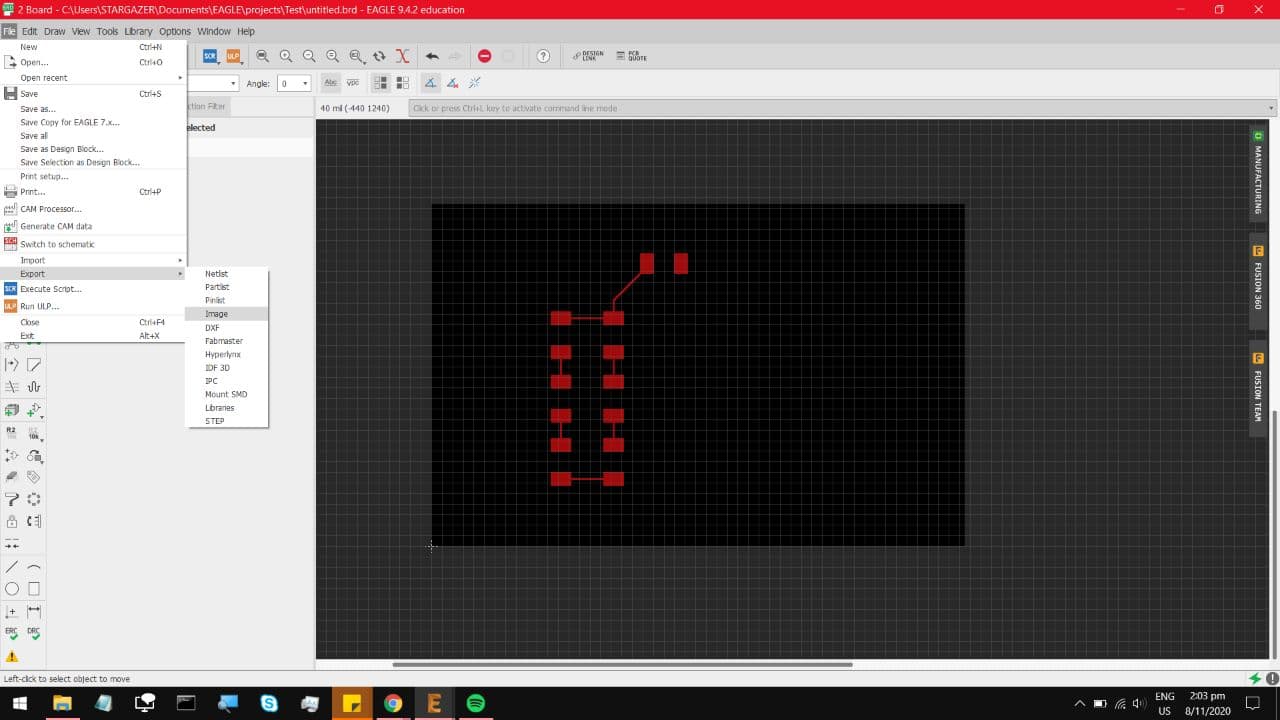 2 Board - C:\Users\STARGAZER\Documents\EAGLE\projects\Test\untitled.brd - EAGLE 9.4.2 education
File Edit Draw View Tools Library Options Window Help
New Ctrl+N
Open... Ctrl+O
Open recent
Save Ctrl+S
Save as...
Save Copy for EAGLE 7.x...
Save all
Save as Design Block...
Save Selection as Design Block...
Print setup...
Print... Ctrl+P
CAM Processor...
Generate CAM data
Switch to schematic
Import
Export
Execute Script...
Run ULP...
Close Ctrl+F4
Exit Alt+X
Netlist
Partlist
Pinlist
Image
DXF
Fabmaster
Hyperlynx
IDF 3D
IPC
Mount SMD
Libraries
STEP
SCR ULP DESIGN LINK PCB QUOTE
Angle: 0 Abc
ction Filter
40 mil (-440 1240) Click or press Ctrl+L key to activate command line mode
elected
MANUFACTURING
FUSION 360
FUSION TEAM
R2 10k
ERC DRC
Left-click to select object to move
ENG
US
2:03 pm
8/11/2020